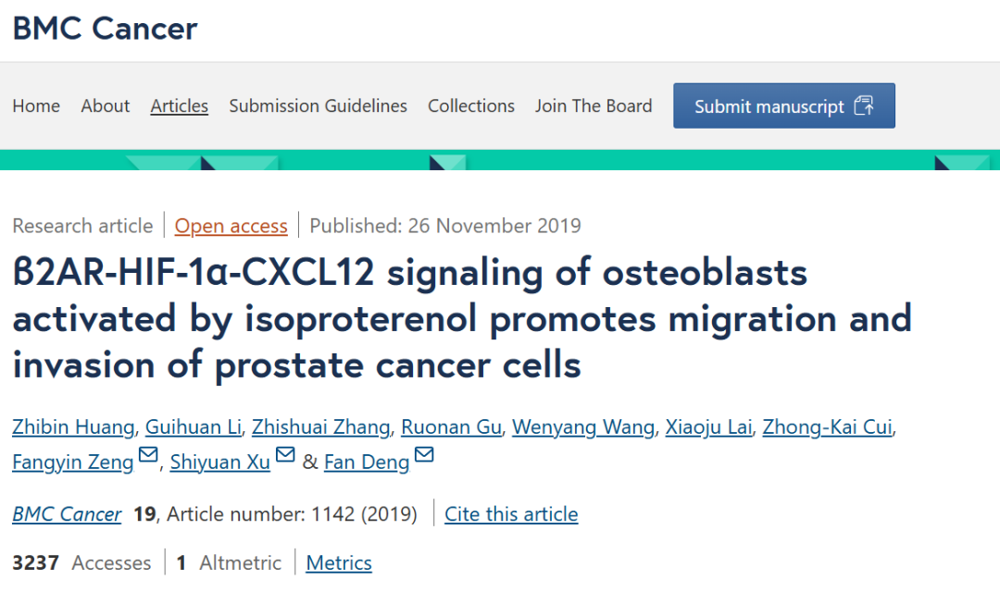 BMC Cancer
Home About Articles Submission Guidelines Collections Join The Board Submit manuscript
Research article Open access Published: 26 November 2019
β2AR-HIF-1α-CXCL12 signaling of osteoblasts
activated by isoproterenol promotes migration and
invasion of prostate cancer cells
Zhibin Huang, Guihuan Li, Zhishuai Zhang, Ruonan Gu, Wenyang Wang, Xiaoju Lai, Zhong-Kai Cui,
Fangyin Zeng, Shiyuan Xu & Fan Deng
BMC Cancer 19, Article number: 1142 (2019) Cite this article
3237 Accesses 1 Altmetric Metrics